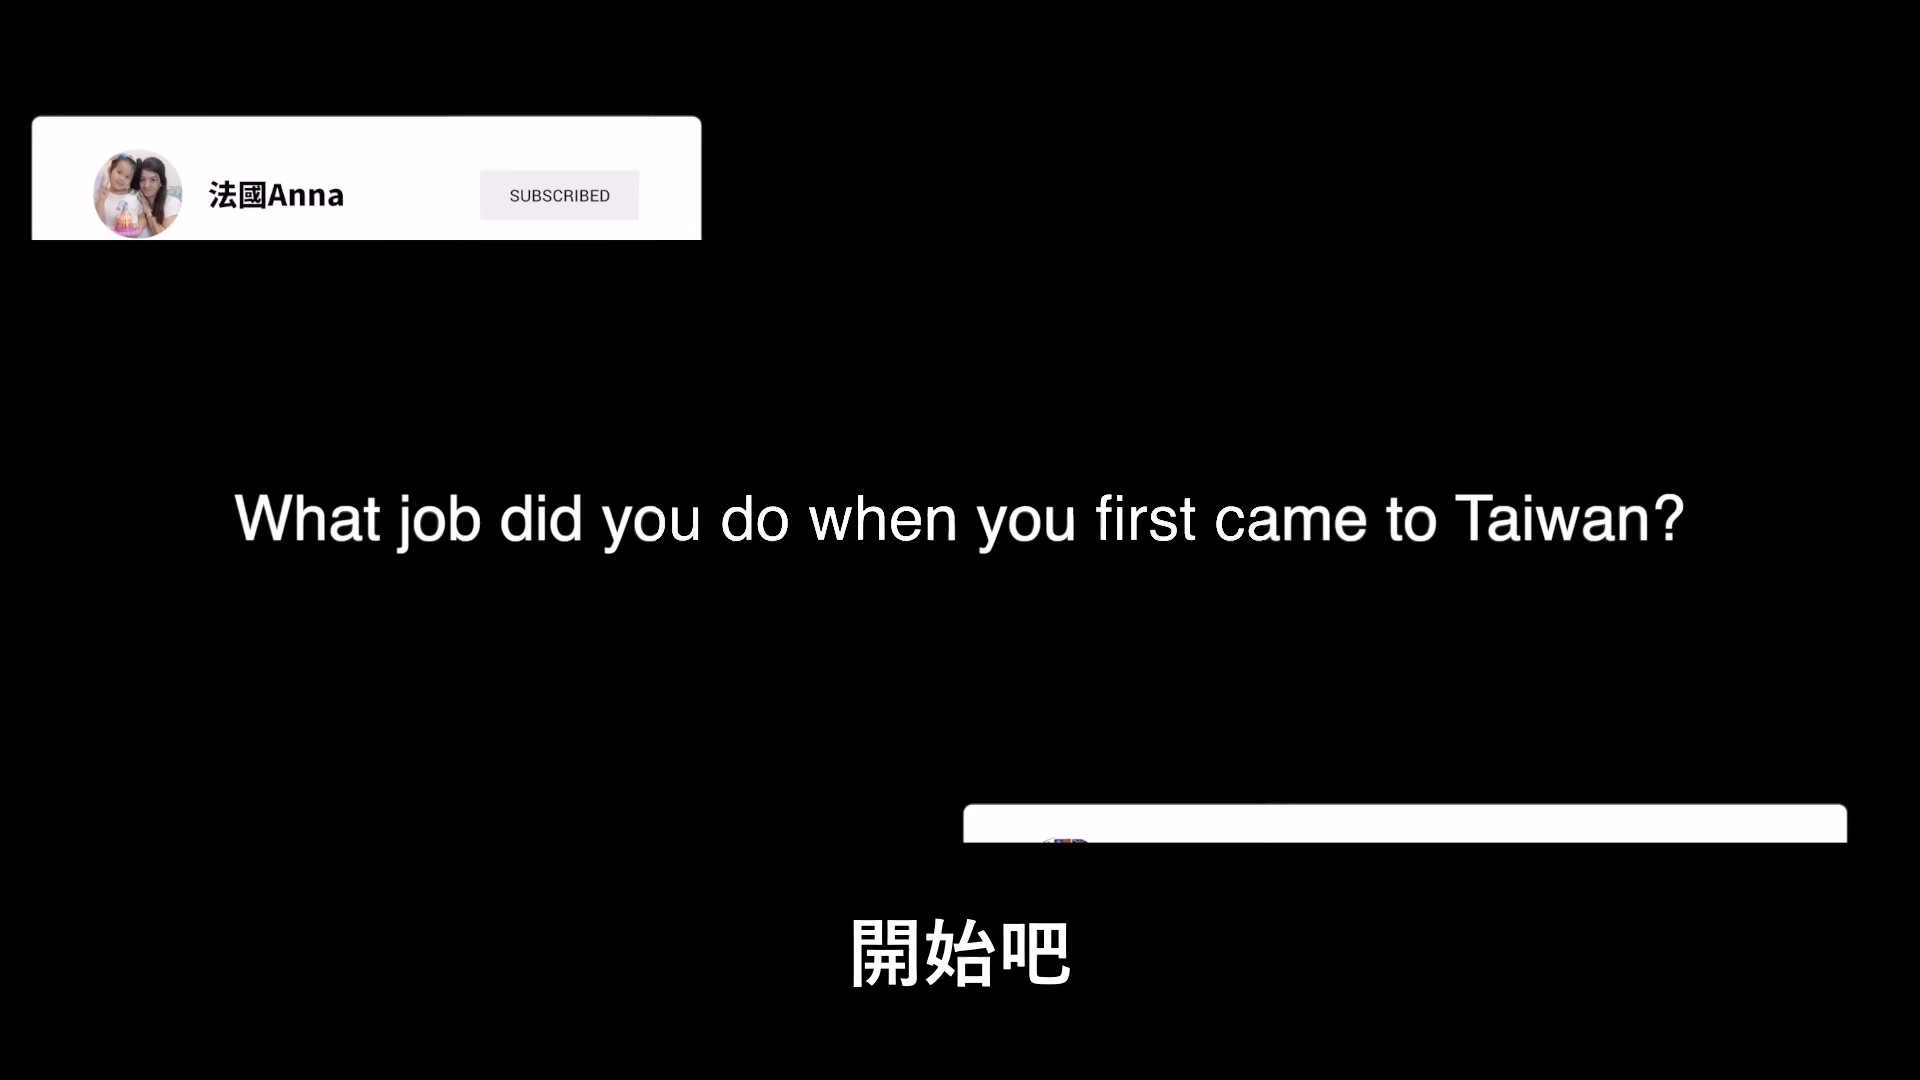 法國Anna
SUBSCRIBED
What job did you do when you first came to Taiwan?
開始吧